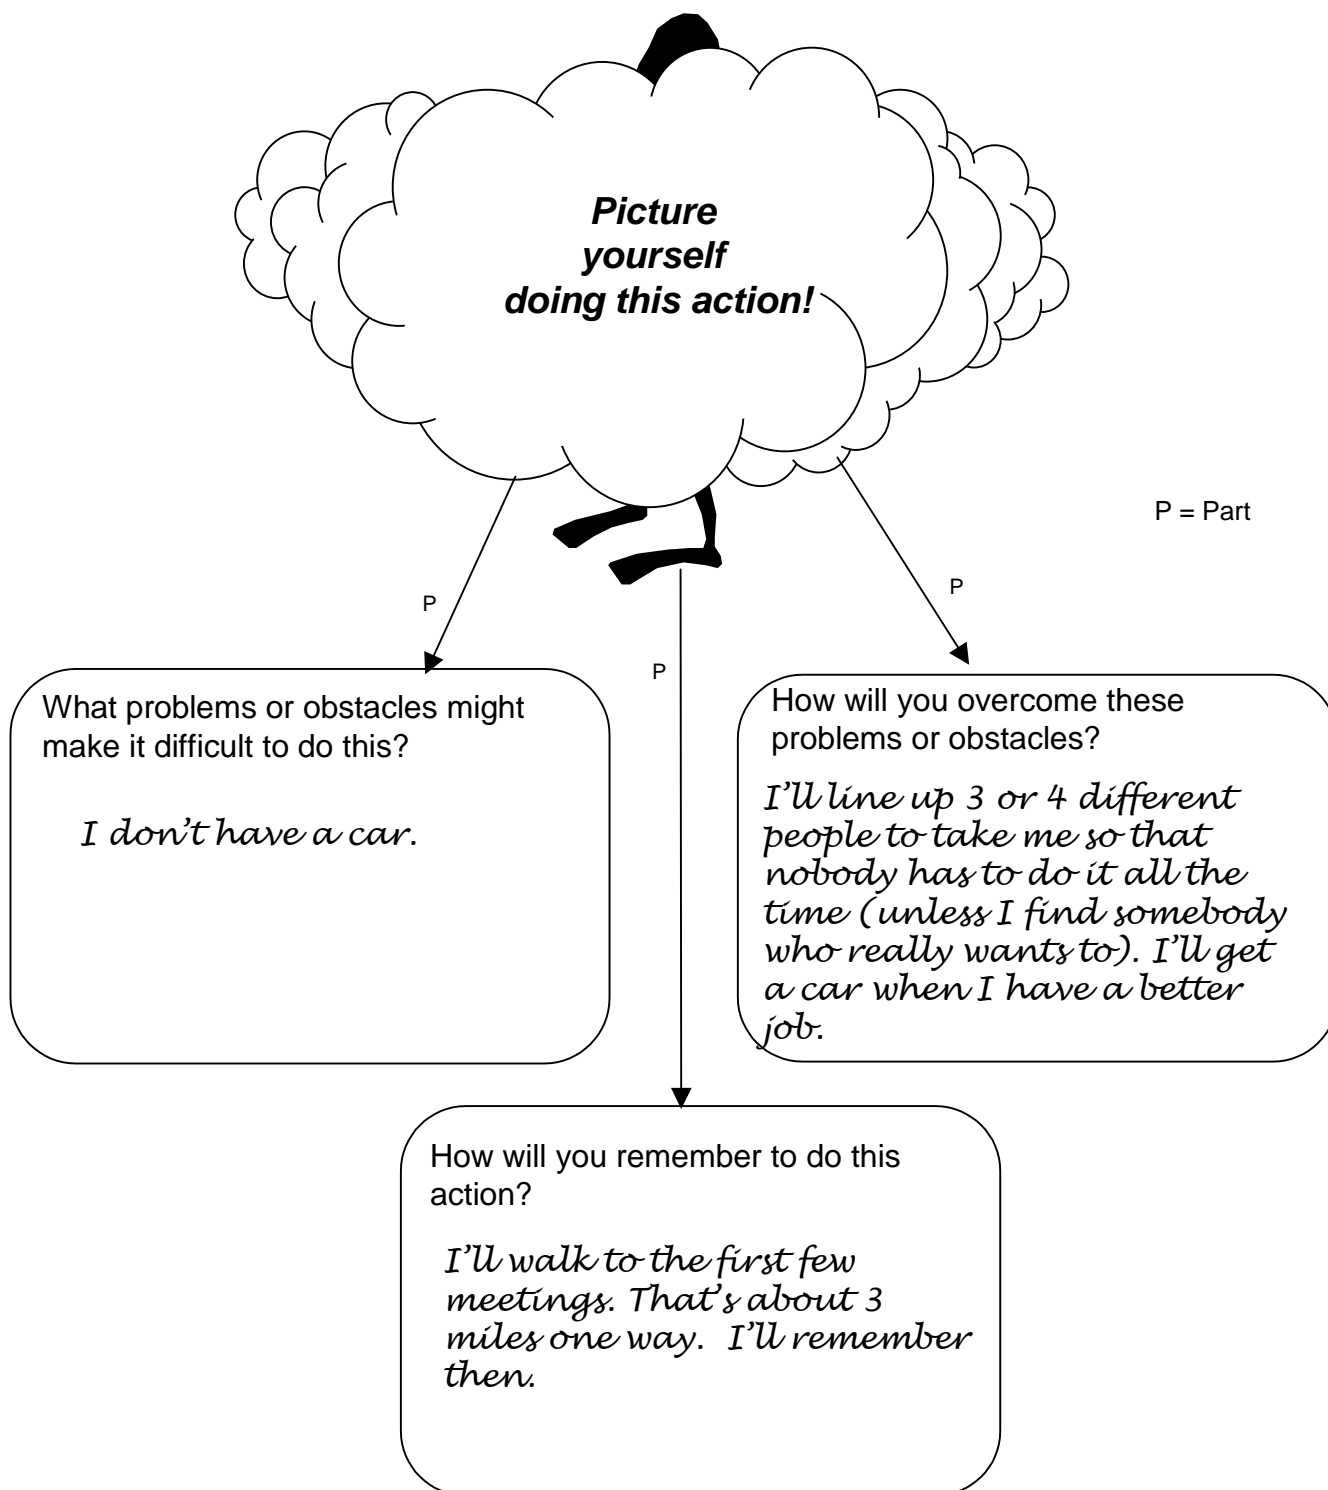 Picture
yourself
doing this action!
P = Part
P
P
P
What problems or obstacles might
make it difficult to do this?
I don't have a car.
How will you overcome these
problems or obstacles?
I'll line up 3 or 4 different
people to take me so that
nobody has to do it all the
time (unless I find somebody
who really wants to). I'll get
a car when I have a better
job.
How will you remember to do this
action?
I'll walk to the first few
meetings. That's about 3
miles one way.  I'll remember
then.